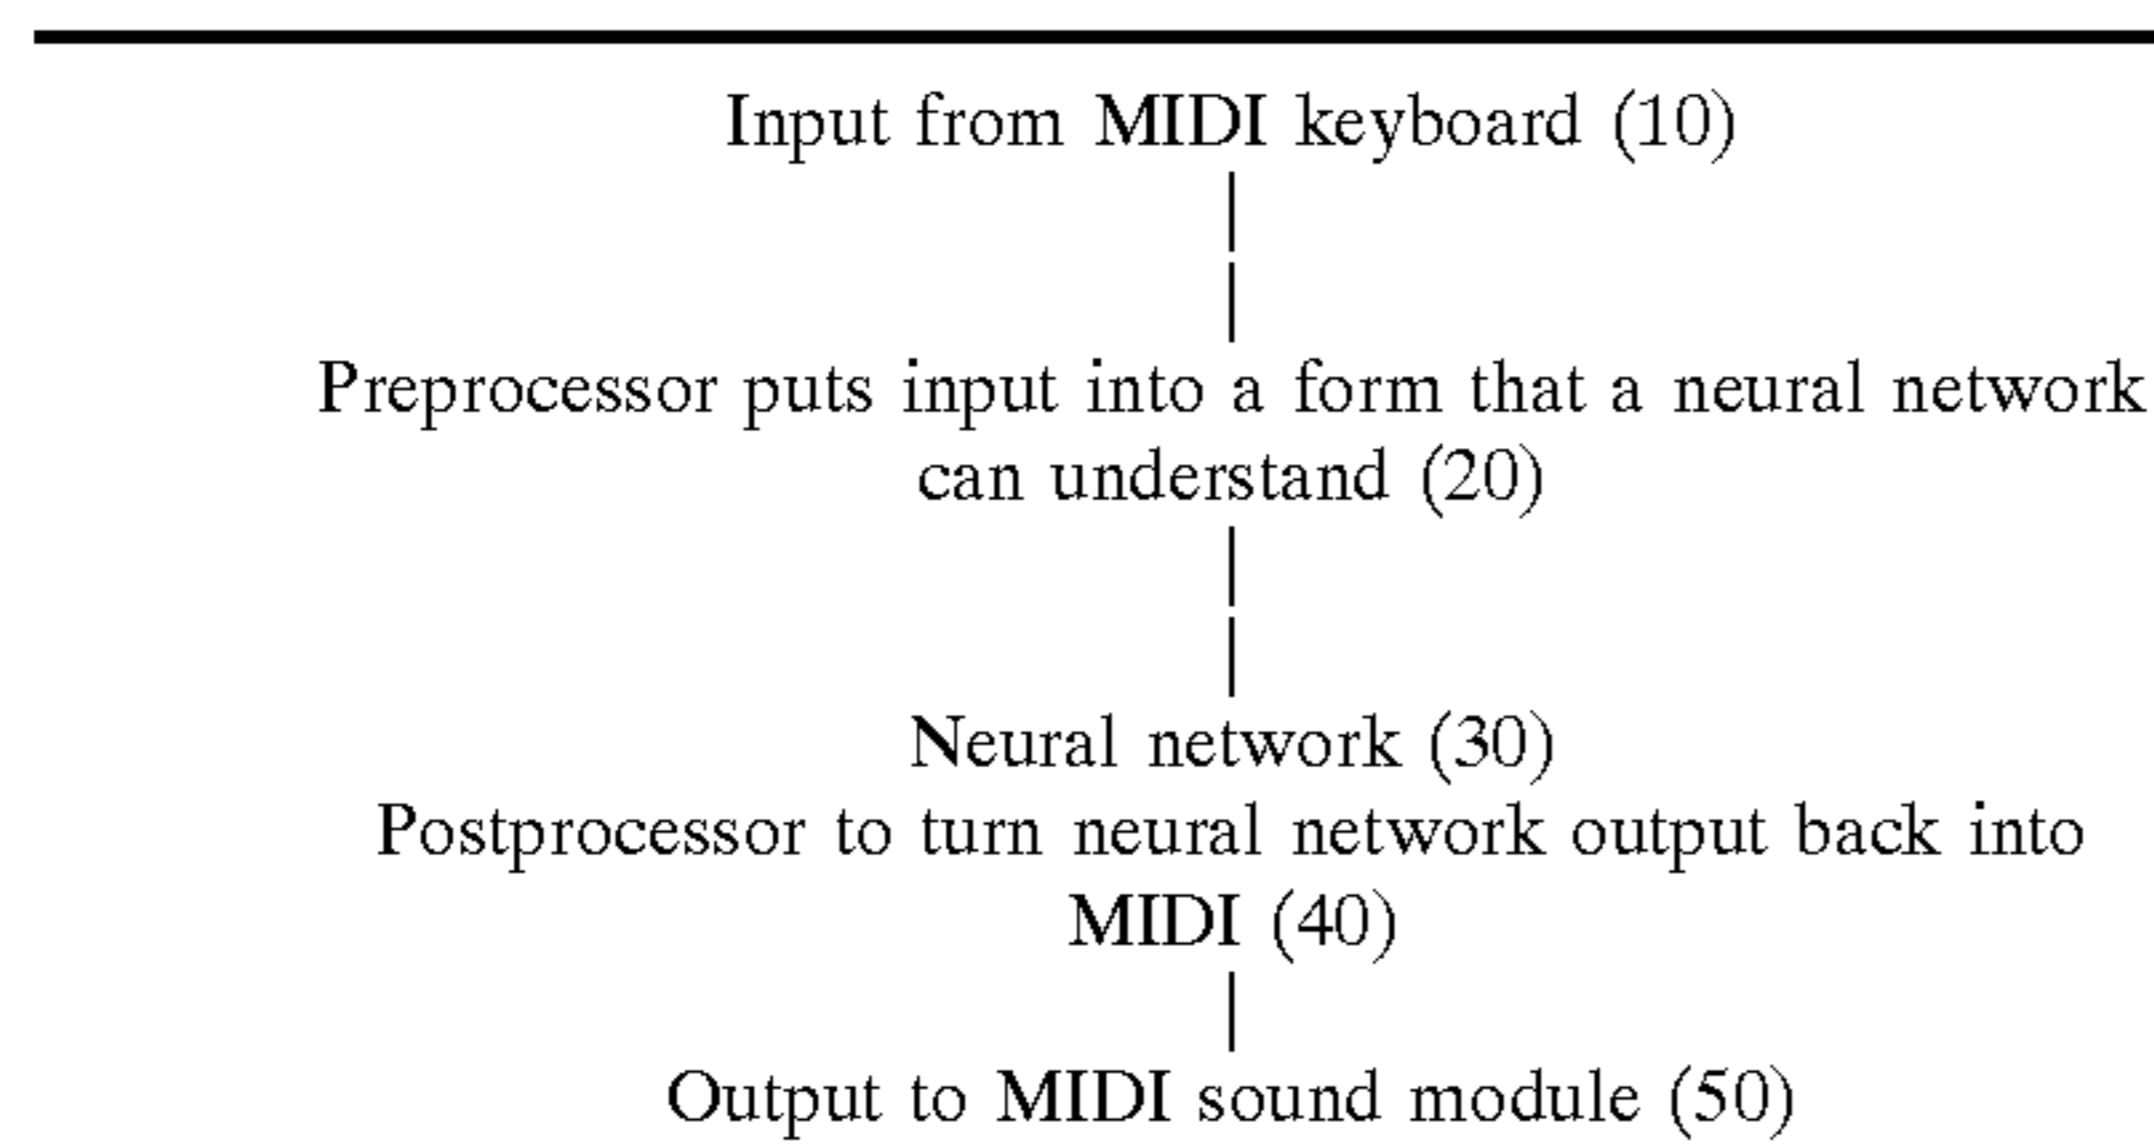 Input from MIDI keyboard (10)
Preprocessor puts input into a form that a neural network
can understand (20)
Neural network (30)
Postprocessor to turn neural network output back into
MIDI (40)
Output to MIDI sound module (50)